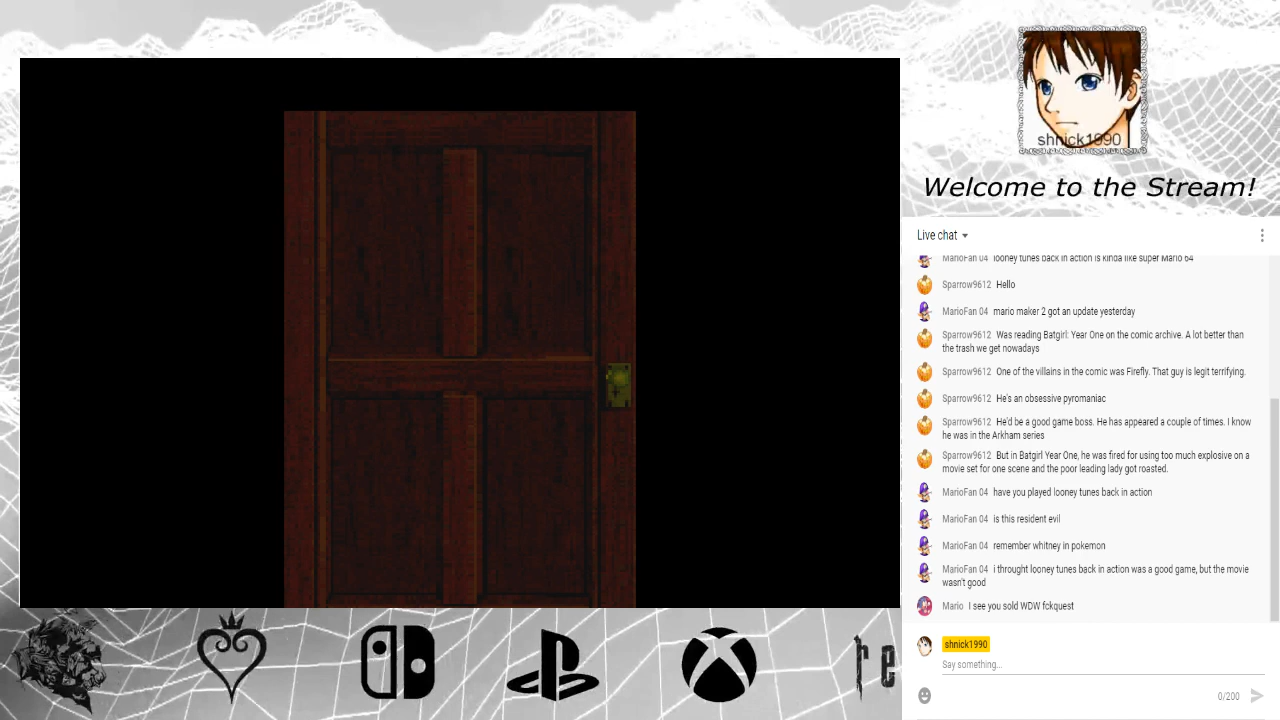 shnick1990
Welcome to the Stream!
Live chat
MarioFan 04 looney tunes back in action is kinda like super Mario 64
Sparrow9612 Hello
MarioFan 04 mario maker 2 got an update yesterday
Sparrow9612 Was reading Batgirl: Year One on the comic archive. A lot better than
the trash we get nowadays
Sparrow9612 One of the villains in the comic was Firefly. That guy is legit terrifying.
Sparrow9612 He's an obsessive pyromaniac
Sparrow9612 He'd be a good game boss. He has appeared a couple of times. I know
he was in the Arkham series
Sparrow9612 But in Batgirl Year One, he was fired for using too much explosive on a
movie set for one scene and the poor leading lady got roasted.
MarioFan 04 have you played looney tunes back in action
MarioFan 04 is this resident evil
MarioFan 04 remember whitney in pokemon
MarioFan 04 i throught looney tunes back in action was a good game, but the movie
wasn't good
Mario I see you sold WDW fckquest
shnick1990
Say something...
0/200
re